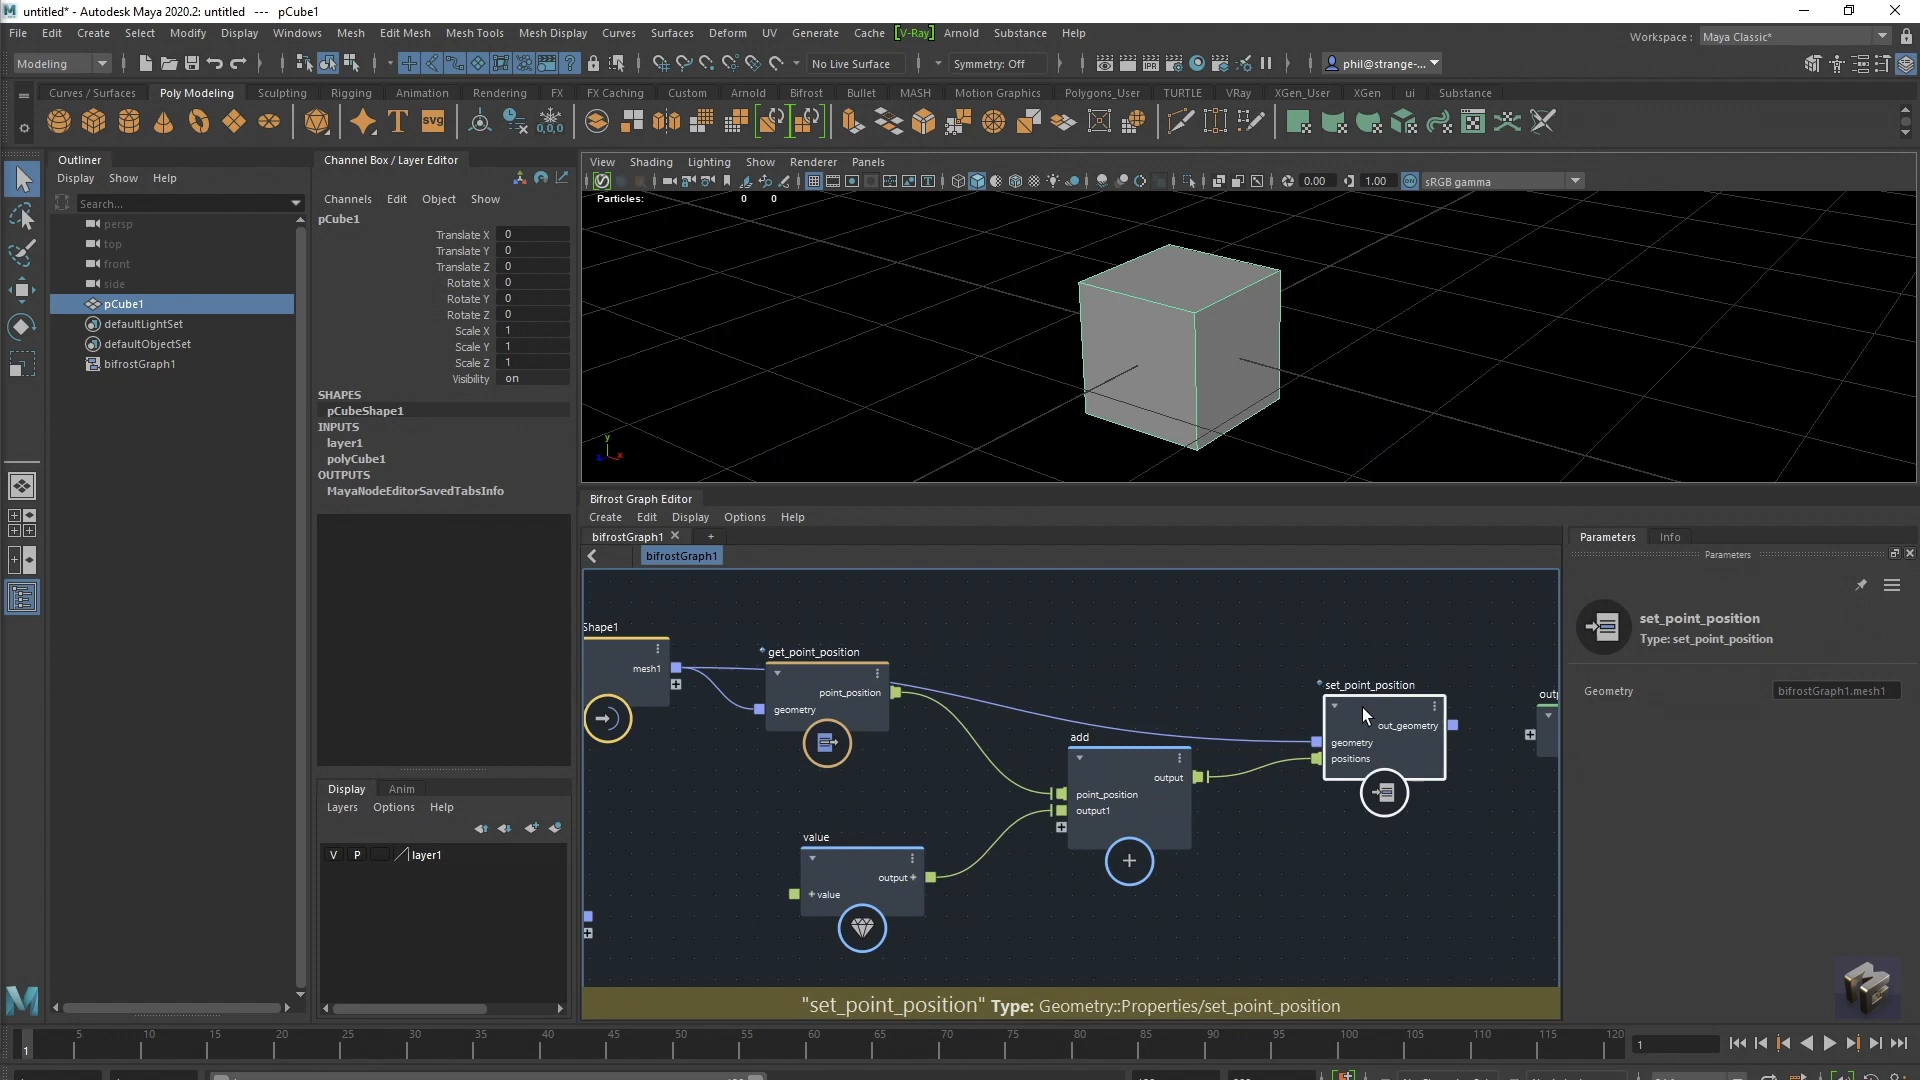 untitled* - Autodesk Maya 2020.2: untitled --- pCube1
File Edit Create Select Modify Display Windows Mesh Edit Mesh Mesh Tools Mesh Display Curves Surfaces Deform UV Generate Cache [V-Ray] Arnold Substance Help
Workspace : Maya Classic*
Modeling
No Live Surface
Symmetry: Off
phil@strange-...
Curves / Surfaces Poly Modeling Sculpting Rigging Animation Rendering FX FX Caching Custom Arnold Bifrost Bullet MASH Motion Graphics Polygons_User TURTLE VRay XGen_User XGen ui Substance
Outliner
Display Show Help
Search...
persp
top
front
side
pCube1
defaultLightSet
defaultObjectSet
bifrostGraph1
Channel Box / Layer Editor
Channels Edit Object Show
pCube1
Translate X 0
Translate Y 0
Translate Z 0
Rotate X 0
Rotate Y 0
Rotate Z 0
Scale X 1
Scale Y 1
Scale Z 1
Visibility on
SHAPES
pCubeShape1
INPUTS
layer1
polyCube1
OUTPUTS
MayaNodeEditorSavedTabsInfo
Display Anim
Layers Options Help
V P layer1
View Shading Lighting Show Renderer Panels
0.00 1.00 sRGB gamma
Particles: 0 0
y
z x
Bifrost Graph Editor
Create Edit Display Options Help
bifrostGraph1
+
bifrostGraph1
Shape1
mesh1
get_point_position
point_position
geometry
value
output
value
add
output
point_position
output1
set_point_position
out_geometry
geometry
positions
"set_point_position" Type: Geometry::Properties/set_point_position
Parameters Info
Parameters
set_point_position
Type: set_point_position
Geometry bifrostGraph1.mesh1
5 10 15 20 25 30 35 40 45 50 55 60 65 70 75 80 85 90 95 100 105 110 115 120
1
1